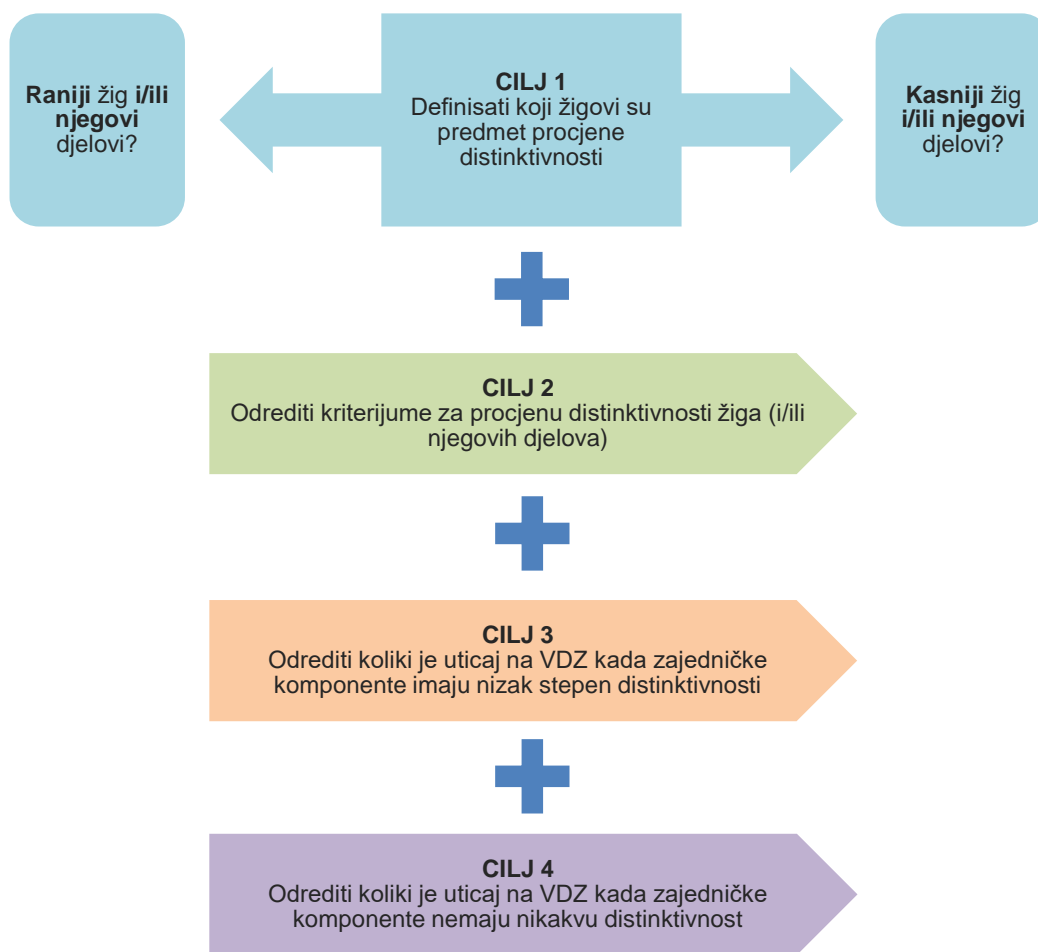 Raniji žig i/ili
njegovi
djelovi?
CILJ 1
Definisati koji žigovi su
predmet procjene
distinktivnosti
Kasniji žig
i/ili njegovi
djelovi?
CILJ 2
Odrediti kriterijume za procjenu distinktivnosti žiga (i/ili
njegovih djelova)
CILJ 3
Odrediti koliki je uticaj na VDZ kada zajedničke
komponente imaju nizak stepen distinktivnosti
CILJ 4
Odrediti koliki je uticaj na VDZ kada zajedničke
komponente nemaju nikakvu distinktivnost